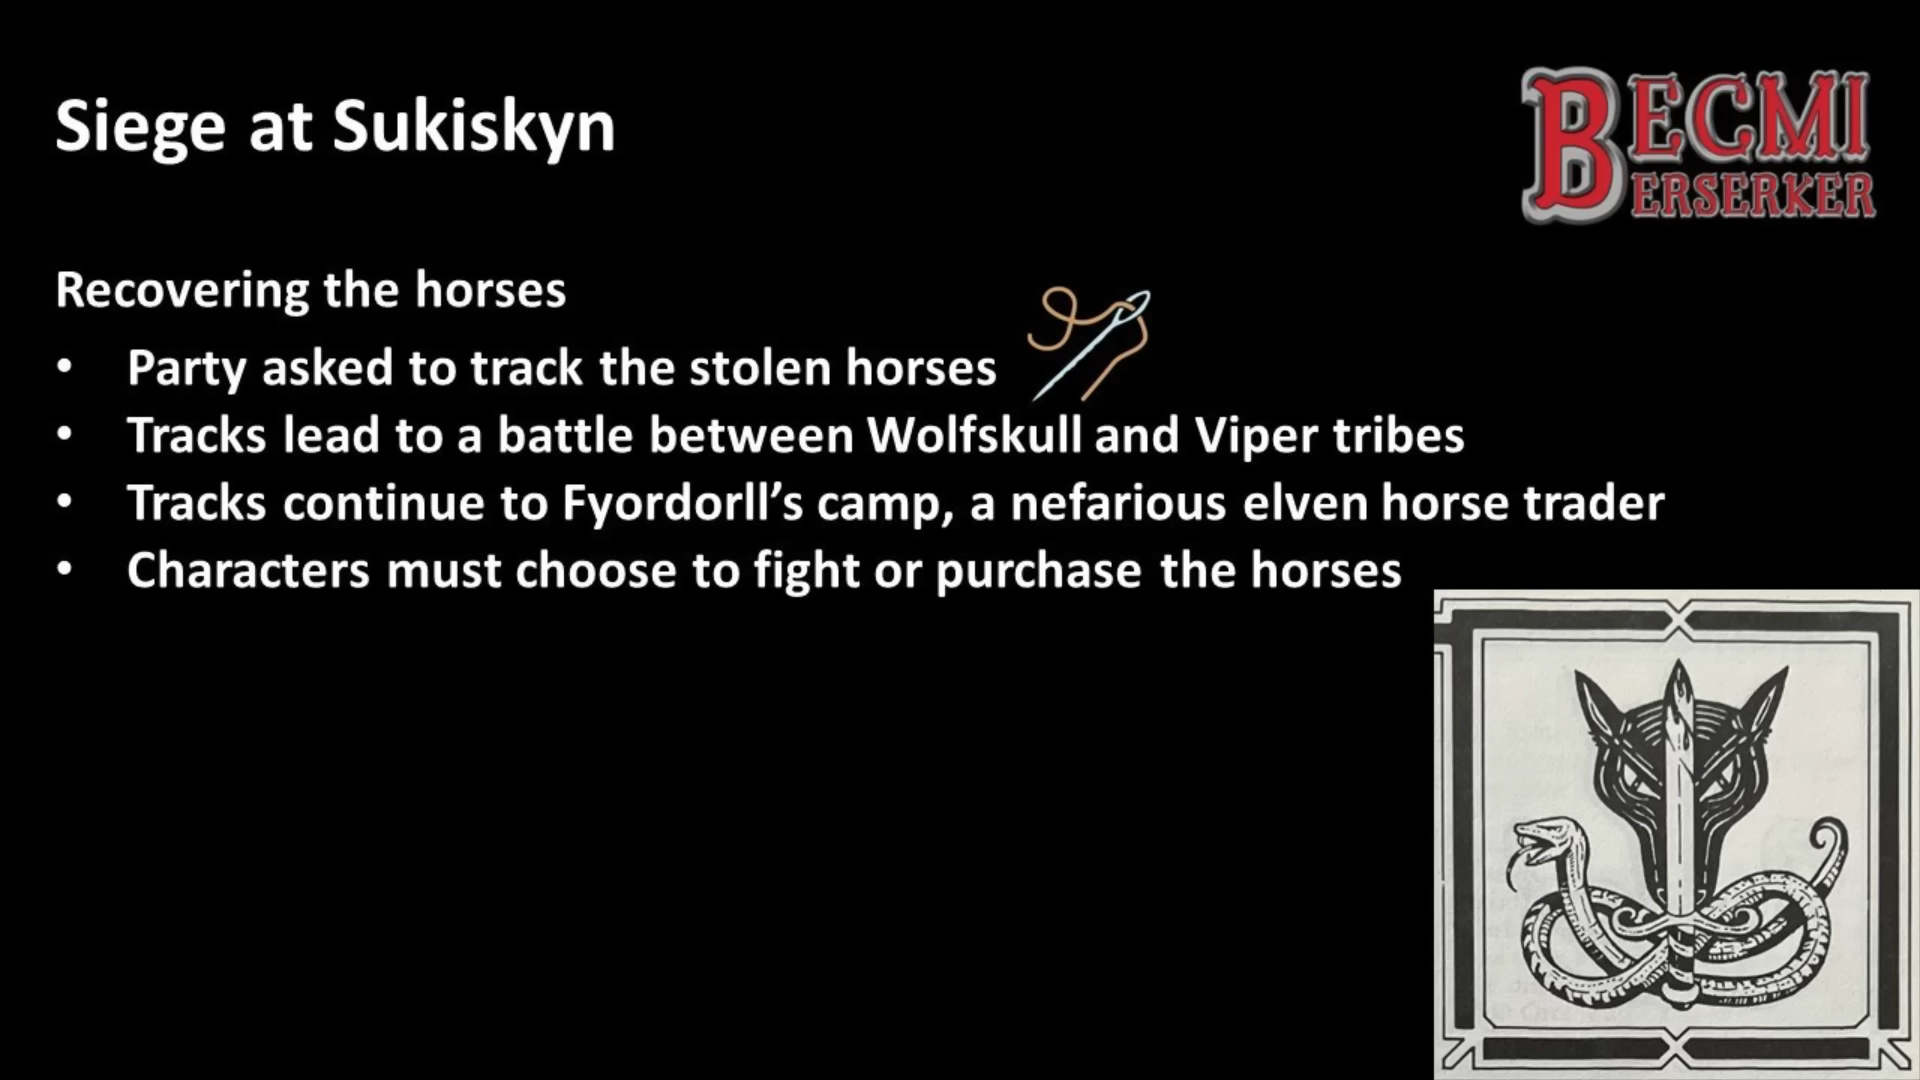 Siege at Sukiskyn
BECMI
BERSERKER
Recovering the horses
• Party asked to track the stolen horses
• Tracks lead to a battle between Wolfskull and Viper tribes
• Tracks continue to Fyordorll’s camp, a nefarious elven horse trader
• Characters must choose to fight or purchase the horses